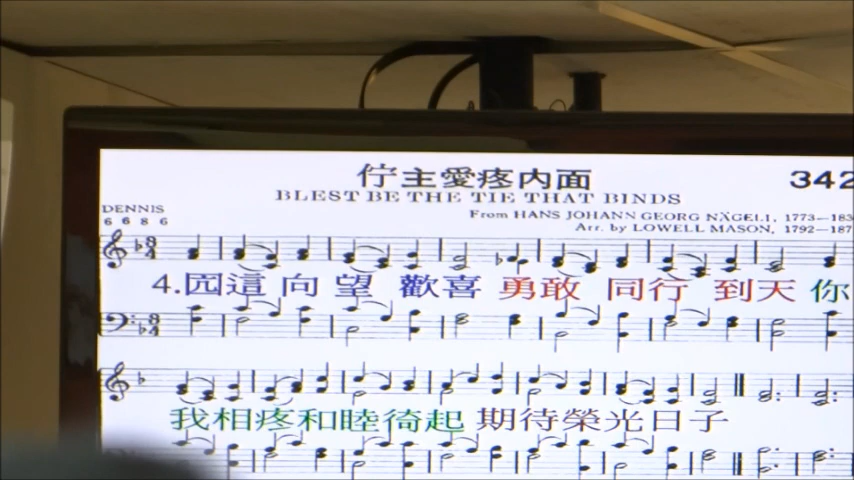 佇主愛疼內面 342
BLEST BE THE TIE THAT BINDS
DENNIS
6 6 8 6
From HANS JOHANN GEORG NÄGELI, 1773—183
Arr. by LOWELL MASON, 1792—187
4.因這 向 望 歡喜 勇敢 同行 到天 你
我相疼和睦徛起 期待榮光日子